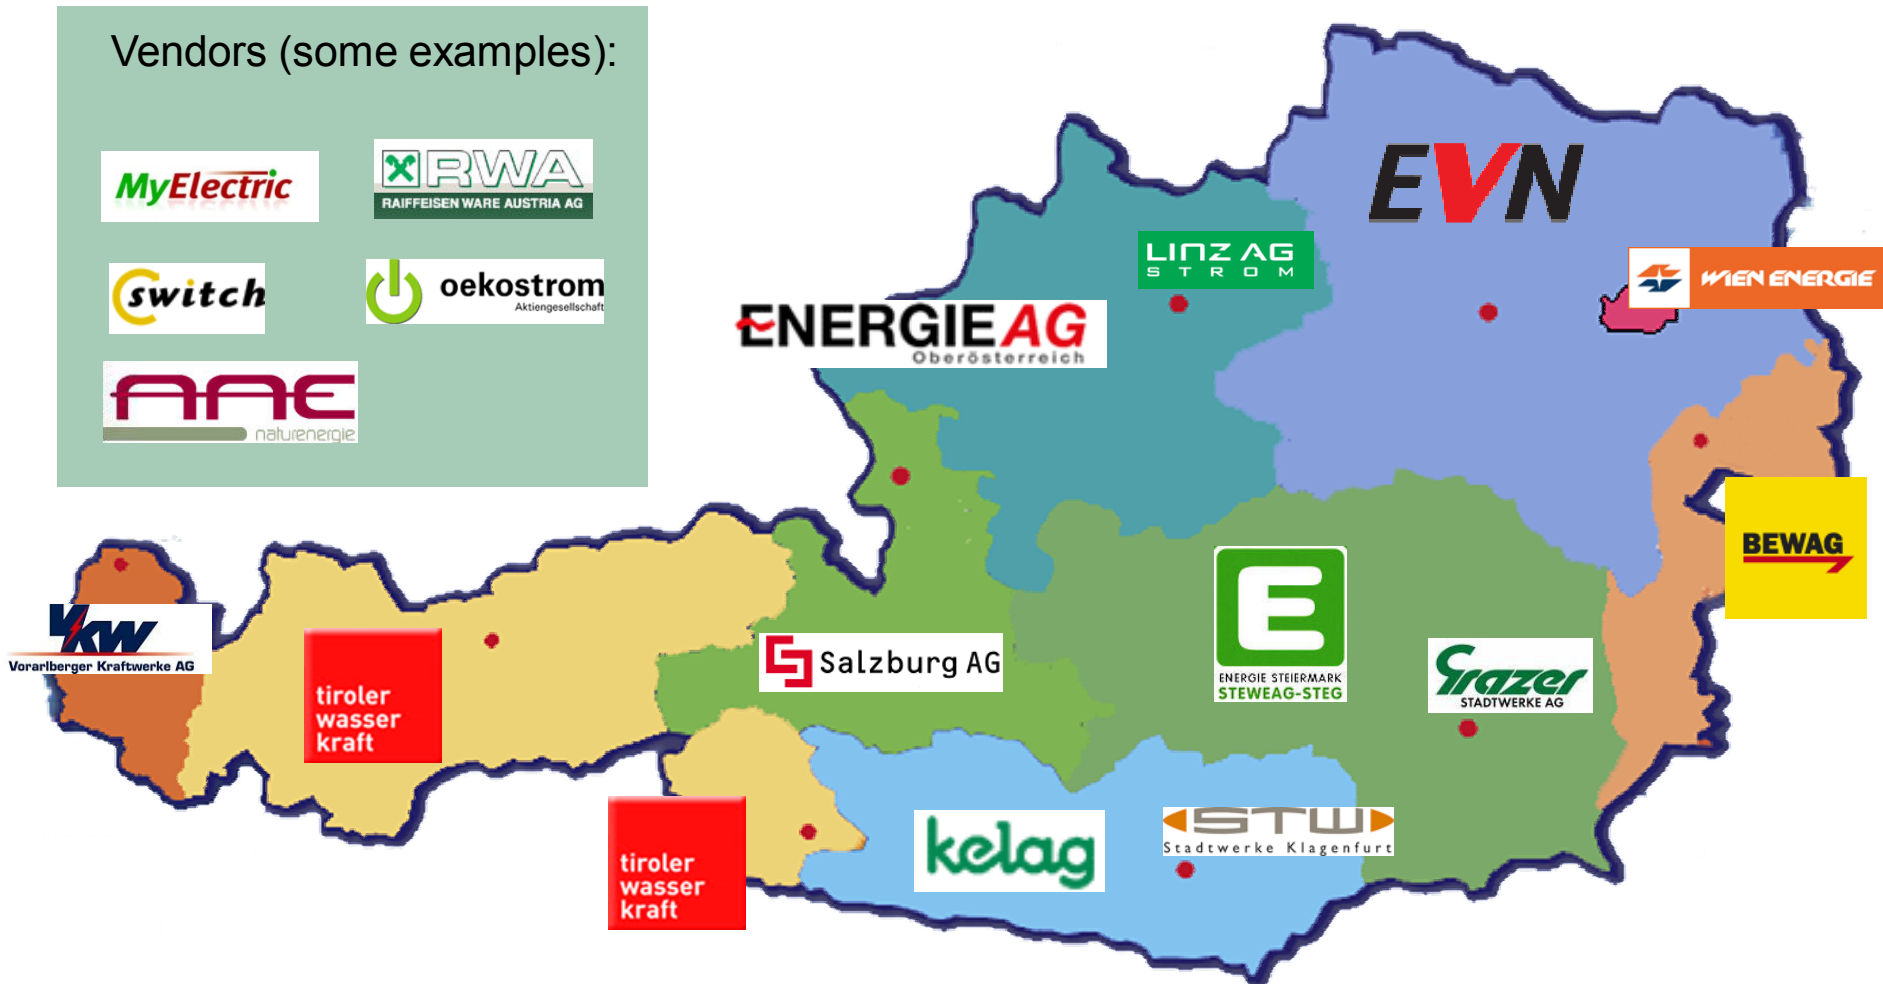 Vendors (some examples):
MyElectric
RWA
RAIFFEISEN WARE AUSTRIA AG
switch
oekostrom
Aktiengesellschaft
AAE
naturenergie
EVN
LINZ AG
STROM
WIEN ENERGIE
ENERGIE AG
Oberösterreich
BEWAG
VKW
Vorarlberger Kraftwerke AG
tiroler
wasser
kraft
Salzburg AG
E
ENERGIE STEIERMARK
STEWEAG-STEG
Grazer
STADTWERKE AG
tiroler
wasser
kraft
kelag
STW
Stadtwerke Klagenfurt